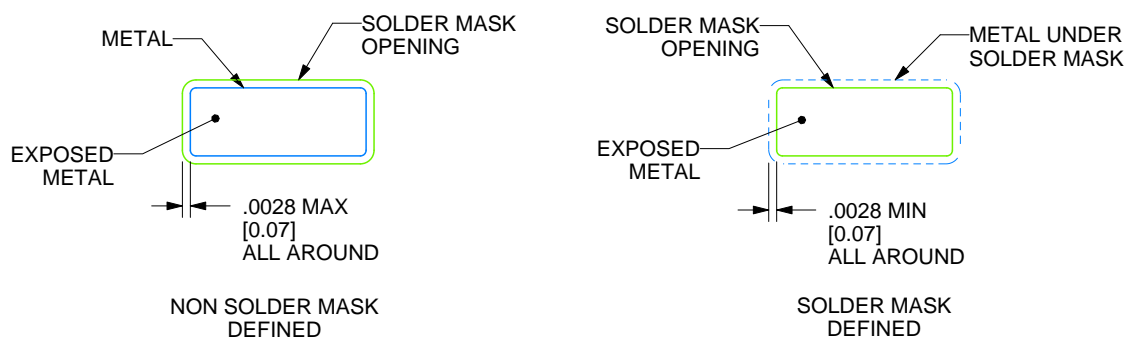 METAL
SOLDER MASK
OPENING
EXPOSED
METAL
.0028 MAX
[0.07]
ALL AROUND
NON SOLDER MASK
DEFINED
SOLDER MASK
OPENING
METAL UNDER
SOLDER MASK
EXPOSED
METAL
.0028 MIN
[0.07]
ALL AROUND
SOLDER MASK
DEFINED